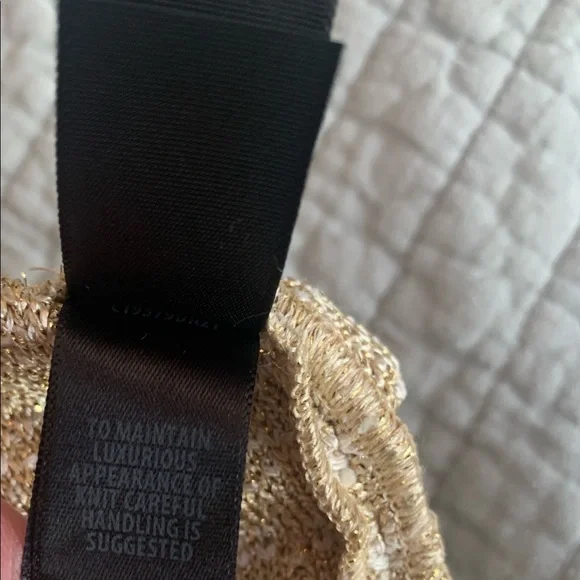 TO MAINTAIN
LUXURIOUS
APPEARANCE OF
KNIT CAREFUL
HANDLING IS
SUGGESTED